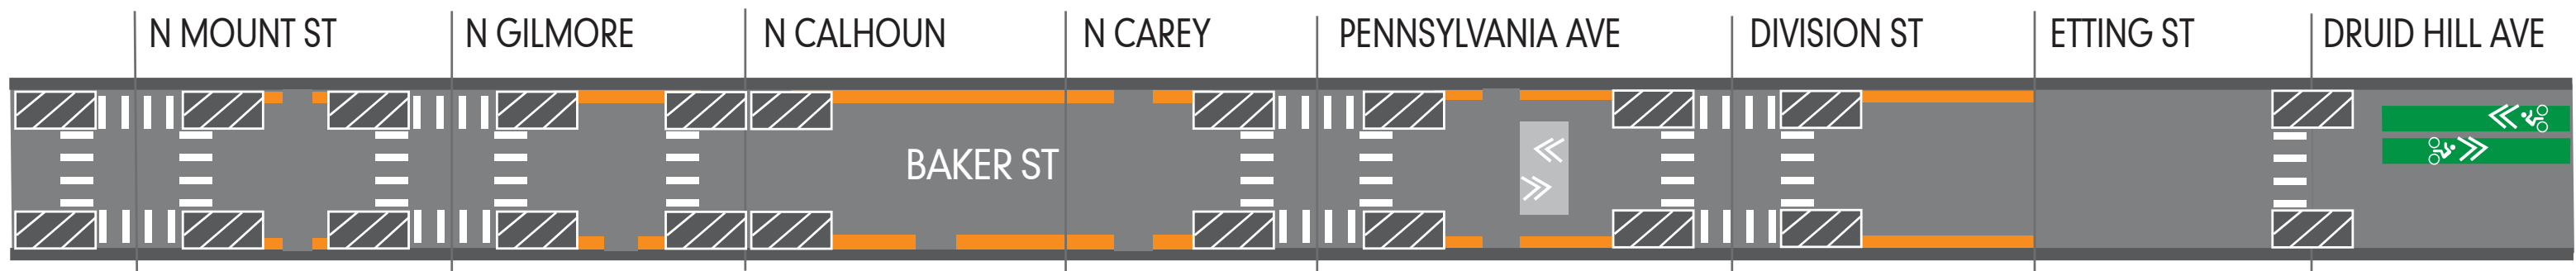 N MOUNT ST
N GILMORE
N CALHOUN
N CAREY
PENNSYLVANIA AVE
DIVISION ST
ETTING ST
DRUID HILL AVE
BAKER ST